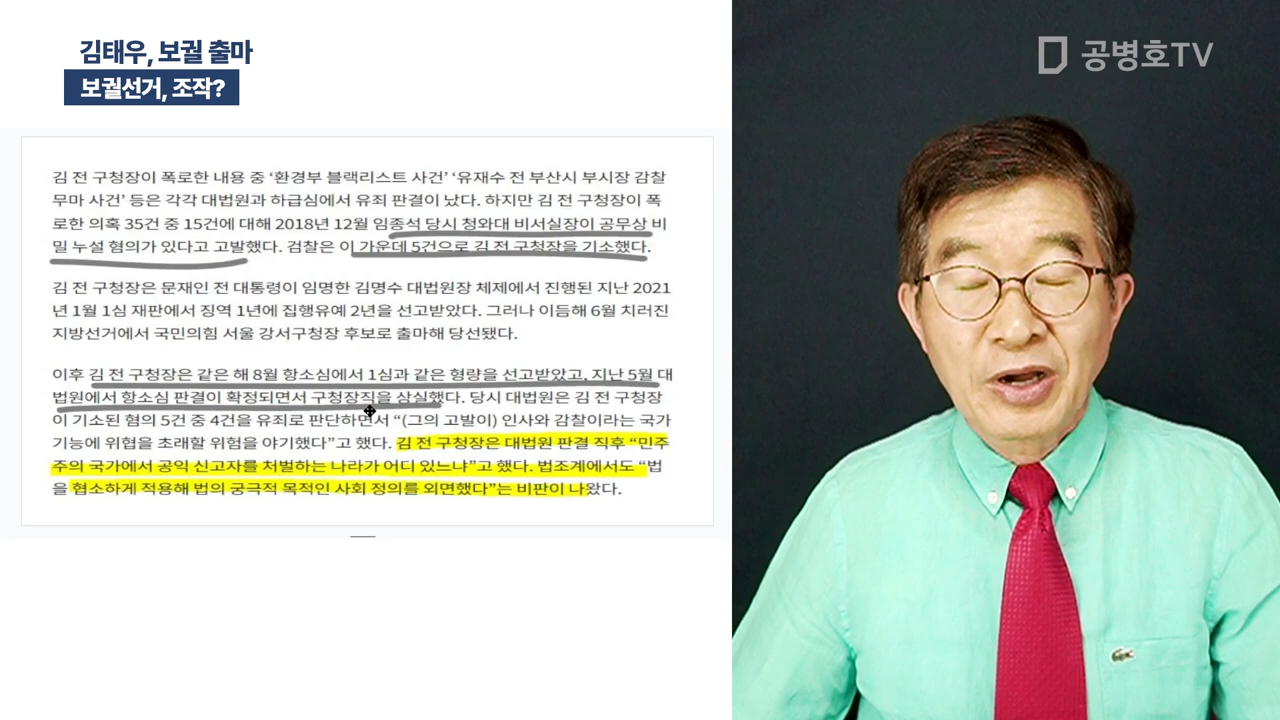 김태우, 보궐 출마
보궐선거, 조작?
공병호TV
김 전 구청장이 폭로한 내용 중 ‘환경부 블랙리스트 사건’ ‘유재수 전 부산시 부시장 감찰
무마 사건’ 등은 각각 대법원과 하급심에서 유죄 판결이 났다. 하지만 김 전 구청장이 폭
로한 의혹 35건 중 15건에 대해 2018년 12월 임종석 당시 청와대 비서실장이 공무상 비
밀 누설 혐의가 있다고 고발했다. 검찰은 이 가운데 5건으로 김 전 구청장을 기소했다.
김 전 구청장은 문재인 전 대통령이 임명한 김명수 대법원장 체제에서 진행된 지난 2021
년 1월 1심 재판에서 징역 1년에 집행유예 2년을 선고받았다. 그러나 이듬해 6월 치러진
지방선거에서 국민의힘 서울 강서구청장 후보로 출마해 당선됐다.
이후 김 전 구청장은 같은 해 8월 항소심에서 1심과 같은 형량을 선고받았고, 지난 5월 대
법원에서 항소심 판결이 확정되면서 구청장직을 상실했다. 당시 대법원은 김 전 구청장
이 기소된 혐의 5건 중 4건을 유죄로 판단하면서 “(그의 고발이) 인사와 감찰이라는 국가
기능에 위협을 초래할 위험을 야기했다”고 했다. 김 전 구청장은 대법원 판결 직후 “민주
주의 국가에서 공익 신고자를 처벌하는 나라가 어디 있느냐”고 했다. 법조계에서도 “법
을 협소하게 적용해 법의 궁극적 목적인 사회 정의를 외면했다”는 비판이 나왔다.